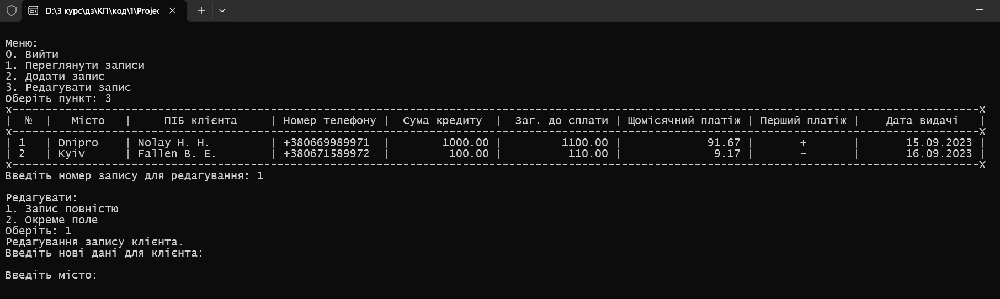 D:\3 курс\дз\КП\код\1\Projec
Меню:
0. Вийти
1. Переглянути записи
2. Додати запис
3. Редагувати запис
Оберіть пункт: 3
x--------------------------------------------------------------------------------------------------------------------------------------------------x
| № | Місто | ПІБ клієнта | Номер телефону | Сума кредиту | Заг. до сплати | Щомісячний платіж | Перший платіж | Дата видачі |
x--------------------------------------------------------------------------------------------------------------------------------------------------x
| 1 | Dnipro | Nolay H. H. | +380669989971 | 1000.00 | 1100.00 | 91.67 | + | 15.09.2023 |
| 2 | Kyiv | Fallen B. E. | +380671589972 | 100.00 | 110.00 | 9.17 | - | 16.09.2023 |
x--------------------------------------------------------------------------------------------------------------------------------------------------x
Введіть номер запису для редагування: 1
Редагувати:
1. Запис повністю
2. Окреме поле
Оберіть: 1
Редагування запису клієнта.
Введіть нові дані для клієнта:
Введіть місто: